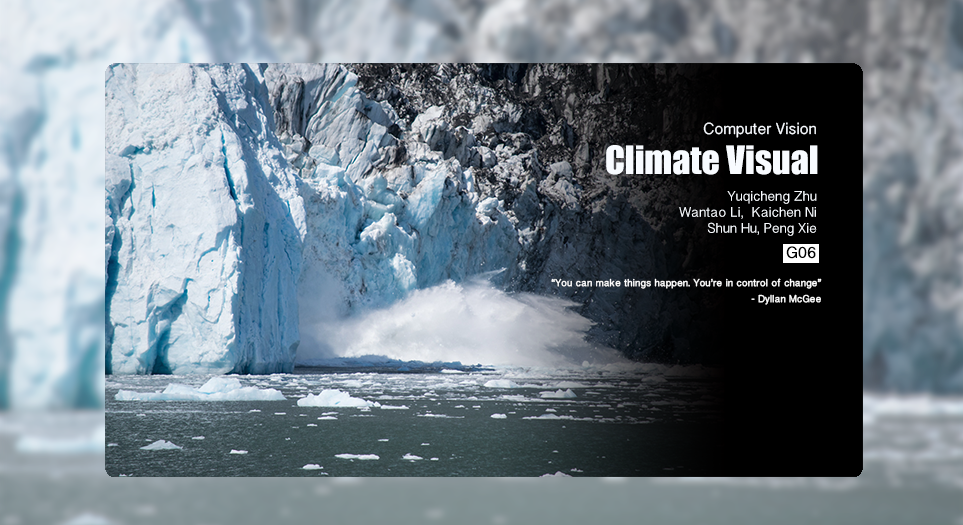 Computer Vision
Climate Visual
Yuqicheng Zhu
Wantao Li, Kaichen Ni
Shun Hu, Peng Xie
G06
"You can make things happen. You're in control of change"
- Dyllan McGee